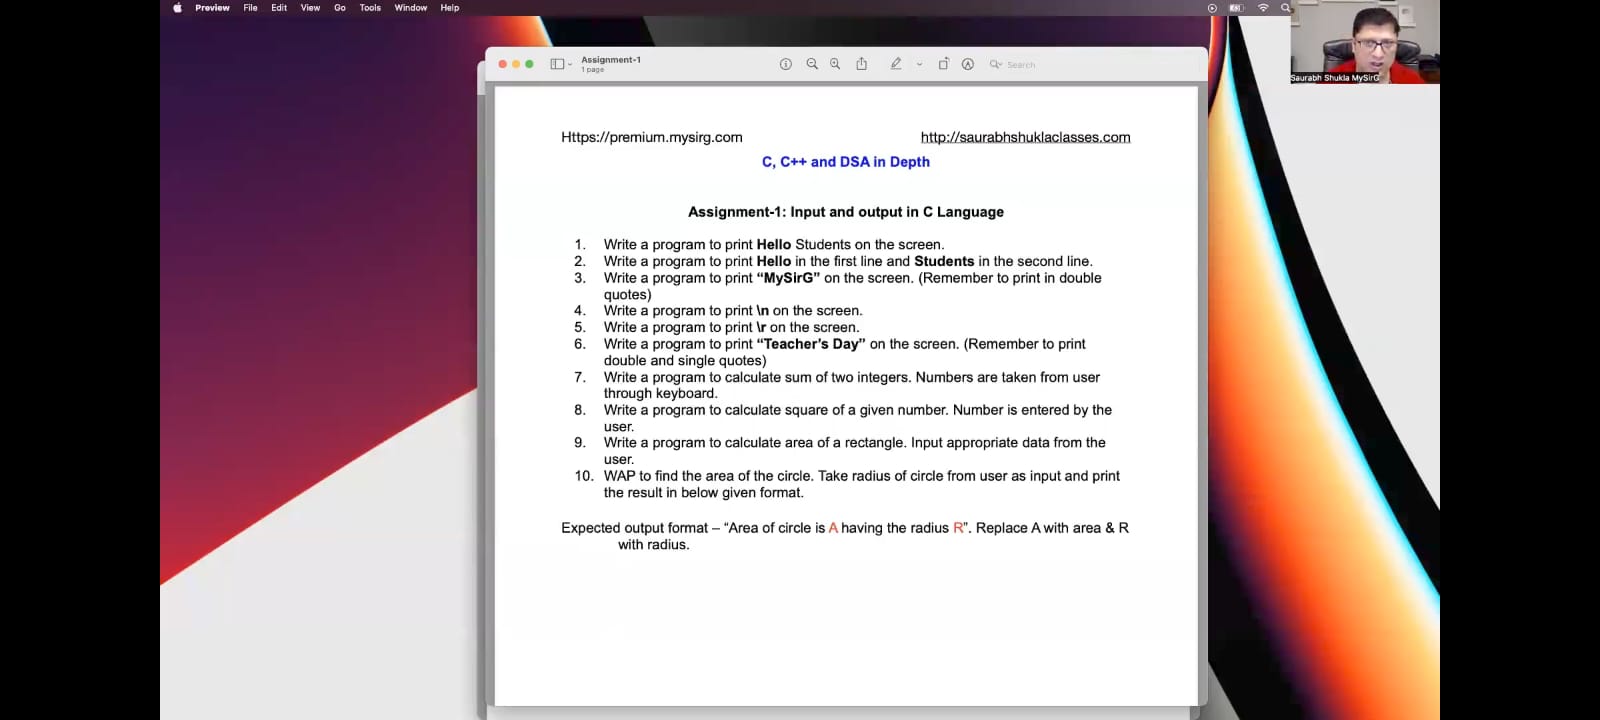 Preview File Edit View Go Tools Window Help
Assignment-1
1 page
Search
Saurabh Shukla MySirG
Https://premium.mysirg.com http://saurabhshuklaclasses.com
C, C++ and DSA in Depth
Assignment-1: Input and output in C Language
1. Write a program to print Hello Students on the screen.
2. Write a program to print Hello in the first line and Students in the second line.
3. Write a program to print “MySirG” on the screen. (Remember to print in double
quotes)
4. Write a program to print \n on the screen.
5. Write a program to print \r on the screen.
6. Write a program to print “Teacher’s Day” on the screen. (Remember to print
double and single quotes)
7. Write a program to calculate sum of two integers. Numbers are taken from user
through keyboard.
8. Write a program to calculate square of a given number. Number is entered by the
user.
9. Write a program to calculate area of a rectangle. Input appropriate data from the
user.
10. WAP to find the area of the circle. Take radius of circle from user as input and print
the result in below given format.
Expected output format – “Area of circle is A having the radius R”. Replace A with area & R
with radius.